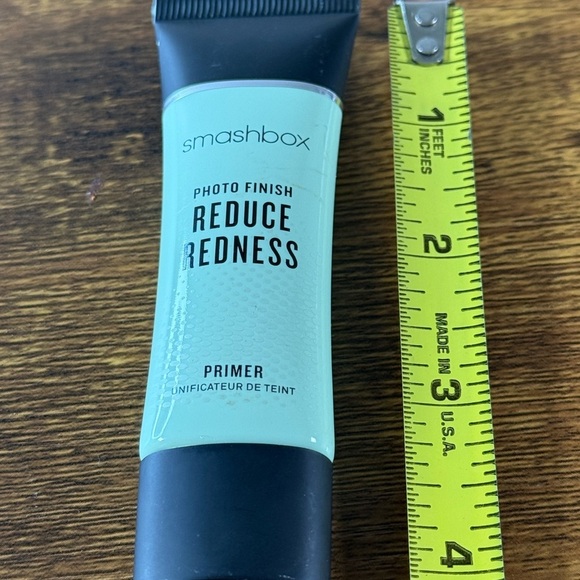 smashbox
PHOTO FINISH
REDUCE
REDNESS
PRIMER
UNIFICATEUR DE TEINT
1
FEET
INCHES
2
MADE IN
3
U.S.A.
4